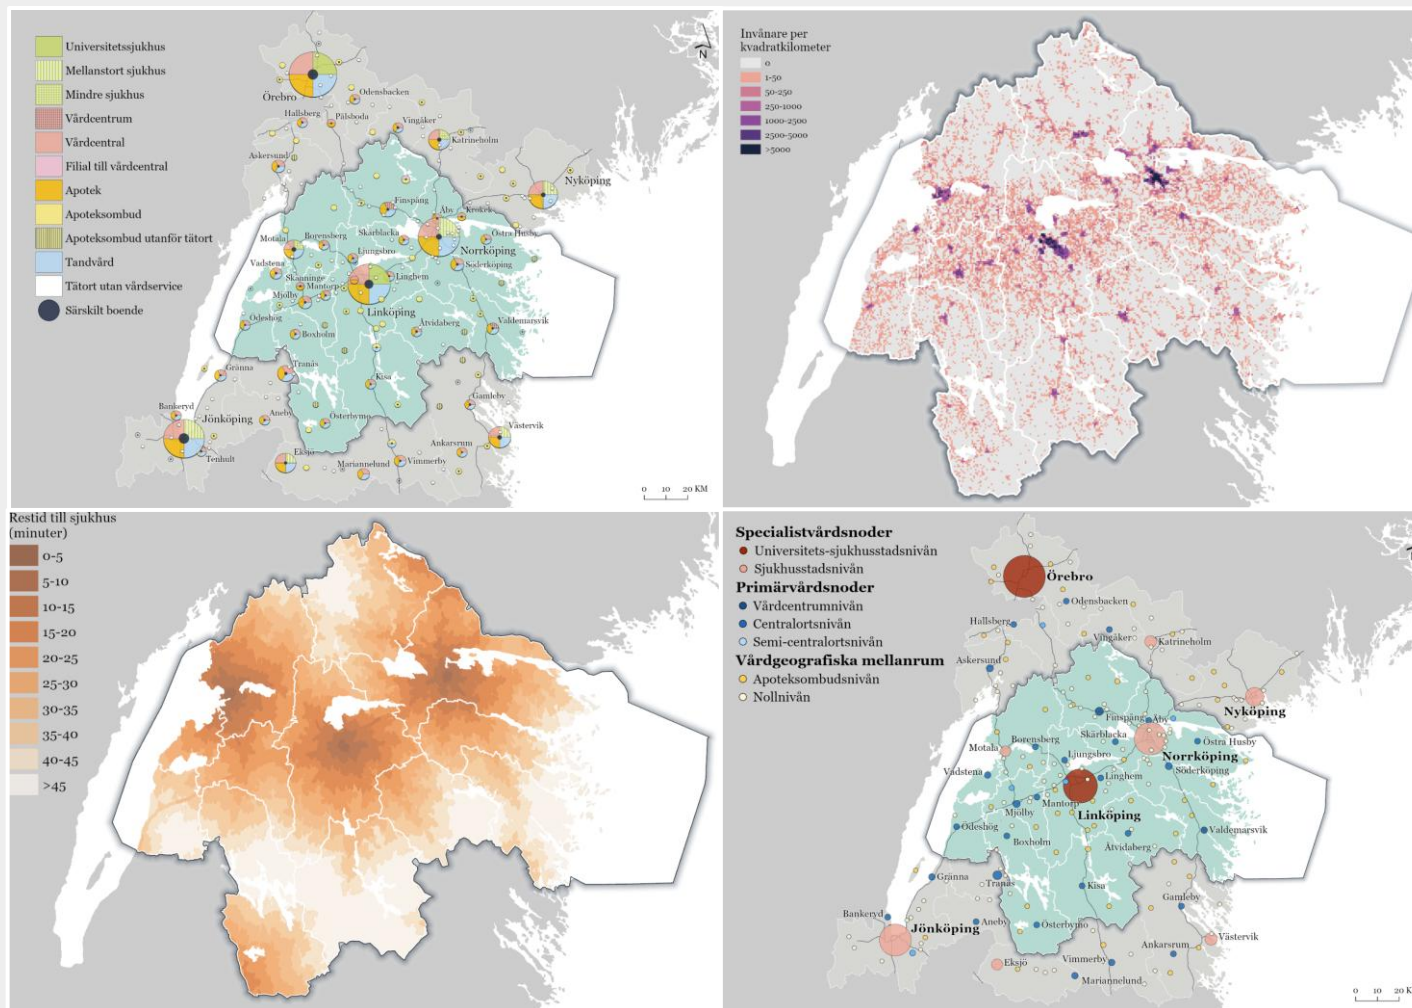 Universitetssjukhus
Mellanstort sjukhus
Mindre sjukhus
Vårdcentrum
Vårdcentral
Filial till vårdcentral
Apotek
Apoteksombud
Apoteksombud utanför tätort
Tandvård
Tätort utan vårdservice
Särskilt boende
N
Örebro
Odensbacken
Hallsberg
Pålsboda
Vingåker
Katrineholm
Askersund
Nyköping
Finspång
Åby
Krokek
Motala
Borensberg
Skärblacka
Östra Husby
Norrköping
Ljungsbro
Vadstena
Söderköping
Linghem
Skänninge
Mantorp
Mjölby
Linköping
Ödeshög
Boxholm
Åtvidaberg
Valdemarsvik
Gränna
Tranås
Kisa
Bankeryd
Jönköping
Aneby
Österbymo
Gamleby
Västervik
Tenhult
Eksjö
Mariannelund
Vimmerby
Ankarsrum
0 10 20 KM
Invånare per
kvadratkilometer
0
1-50
50-250
250-1000
1000-2500
2500-5000
>5000
Restid till sjukhus
(minuter)
0-5
5-10
10-15
15-20
20-25
25-30
30-35
35-40
40-45
>45
Specialistvårdsnoder
Universitets-sjukhusstadsnivån
Sjukhusstadsnivån
Primärvårdsnoder
Vårdcentrumnivån
Centralortsnivån
Semi-centralortsnivån
Vårdgeografiska mellanrum
Apoteksombudsnivån
Nollnivån
Örebro
Odensbacken
Hallsberg
Vingåker
Katrineholm
Askersund
Nyköping
Finspång
Åby
Motala
Borensberg
Skärblacka
Östra Husby
Norrköping
Ljungsbro
Vadstena
Söderköping
Linghem
Mantorp
Mjölby
Linköping
Ödeshög
Boxholm
Åtvidaberg
Valdemarsvik
Gränna
Tranås
Kisa
Gamleby
Bankeryd
Jönköping
Aneby
Österbymo
Västervik
Ankarsrum
Eksjö
Vimmerby
Mariannelund
0 10 20 K